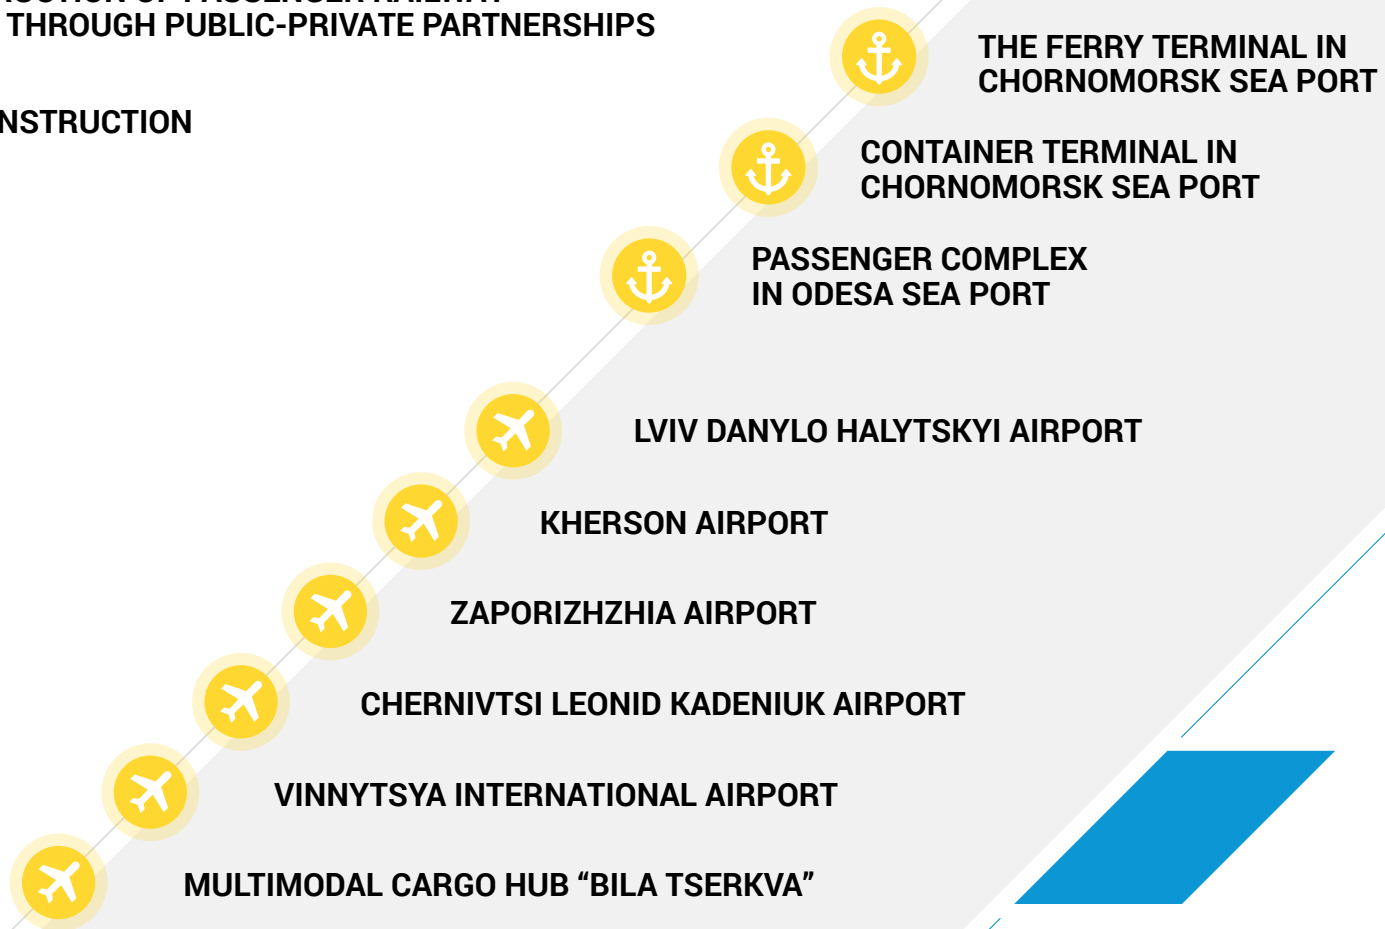 THROUGH PUBLIC-PRIVATE PARTNERSHIPS
THE FERRY TERMINAL IN
CHORNOMORSK SEA PORT
CONTAINER TERMINAL IN
CHORNOMORSK SEA PORT
PASSENGER COMPLEX
IN ODESA SEA PORT
LVIV DANYLO HALYTSKYI AIRPORT
KHERSON AIRPORT
ZAPORIZHZHIA AIRPORT
CHERNIVTSI LEONID KADENIUK AIRPORT
VINNYTSYA INTERNATIONAL AIRPORT
MULTIMODAL CARGO HUB “BILA TSERKVA”